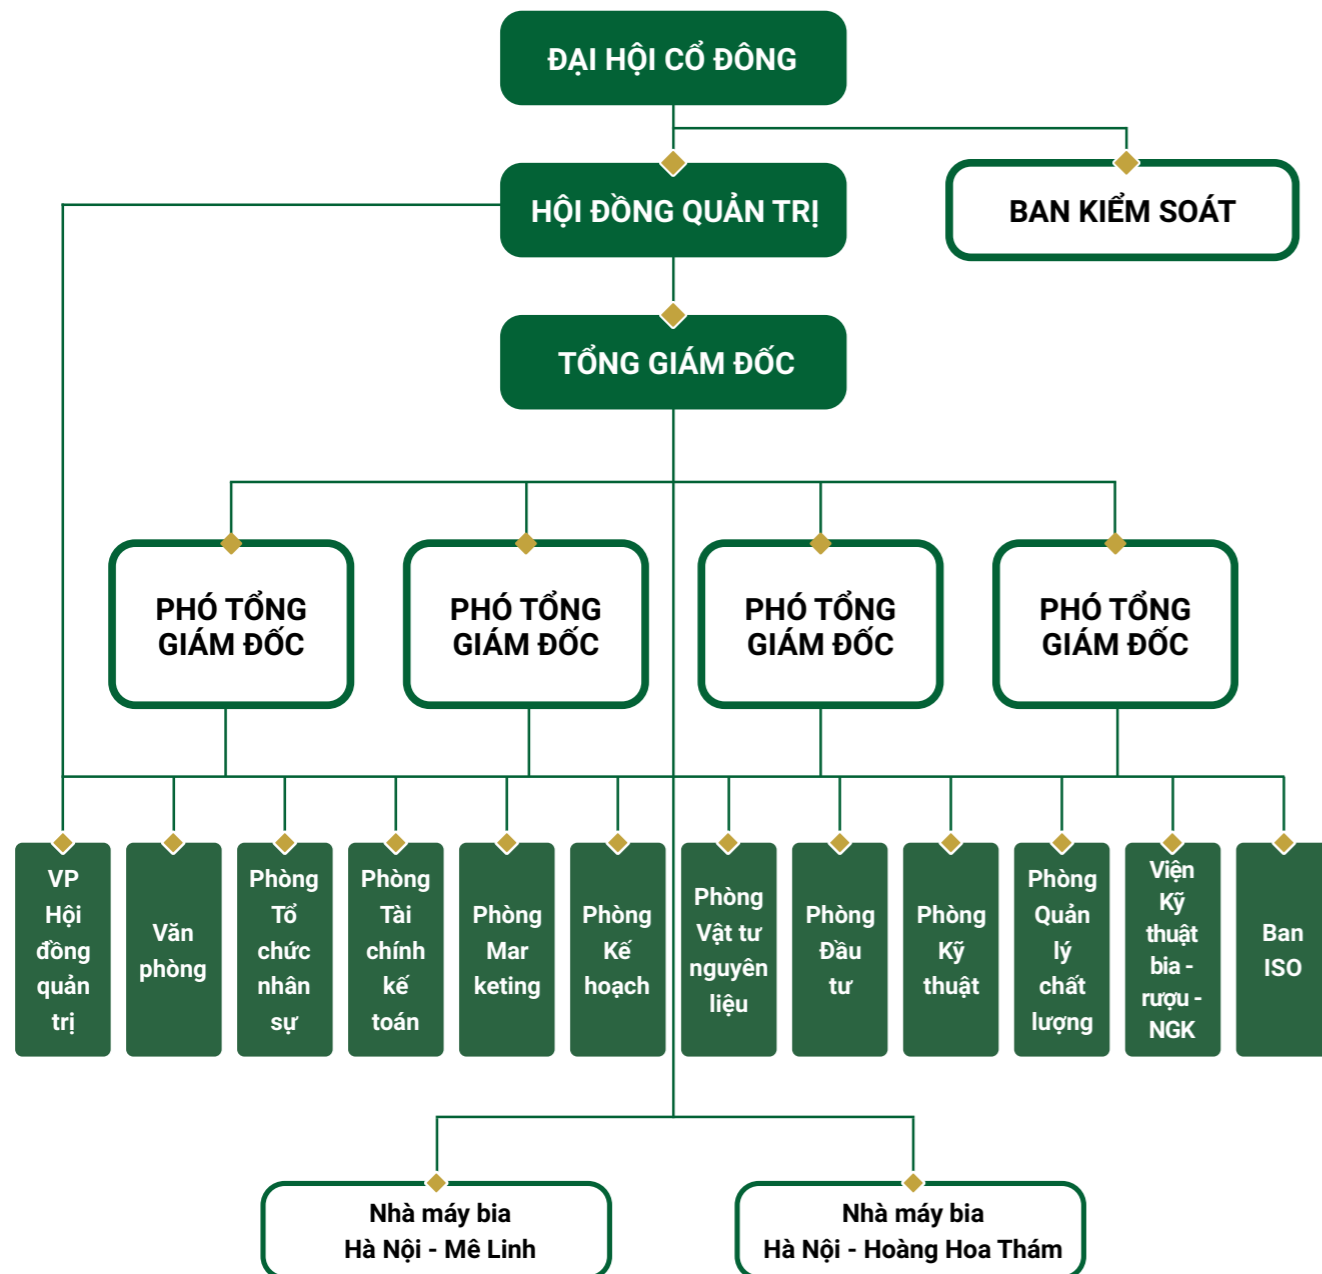 ĐẠI HỘI CỔ ĐÔNG
HỘI ĐỒNG QUẢN TRỊ
BAN KIỂM SOÁT
TỔNG GIÁM ĐỐC
PHÓ TỔNG
GIÁM ĐỐC
PHÓ TỔNG
GIÁM ĐỐC
PHÓ TỔNG
GIÁM ĐỐC
PHÓ TỔNG
GIÁM ĐỐC
VP
Hội
đồng
quản
trị
Văn
phòng
Phòng
Tổ
chức
nhân
sự
Phòng
Tài
chính
kế
toán
Phòng
Mar
keting
Phòng
Kế
hoạch
Phòng
Vật tư
nguyên
liệu
Phòng
Đầu
tư
Phòng
Kỹ
thuật
Phòng
Quản
lý
chất
lượng
Viện
Kỹ
thuật
bia -
rượu -
NGK
Ban
ISO
Nhà máy bia
Hà Nội - Mê Linh
Nhà máy bia
Hà Nội - Hoàng Hoa Thám